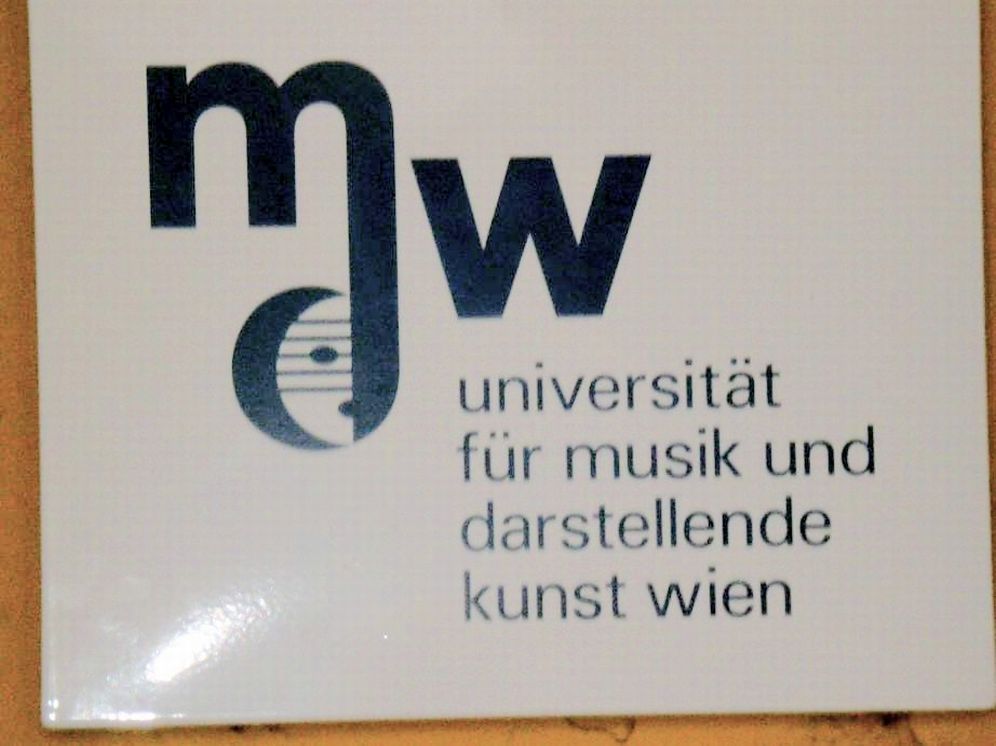 mdw
universität
für musik und
darstellende
kunst wien